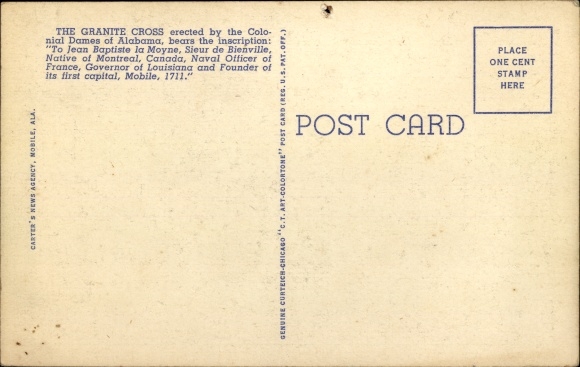 THE GRANITE CROSS erected by the Colo-
nial Dames of Alabama, bears the inscription:
"To Jean Baptiste la Moyne, Sieur de Bienville,
Native of Montreal, Canada, Naval Officer of
France, Governor of Louisiana and Founder of
its first capital, Mobile, 1711."
CARTER'S NEWS AGENCY, MOBILE, ALA.
GENUINE CURTEICH-CHICAGO "C.T. ART-COLORTONE" POST CARD (REG. U.S. PAT. OFF.)
POST CARD
PLACE
ONE CENT
STAMP
HERE